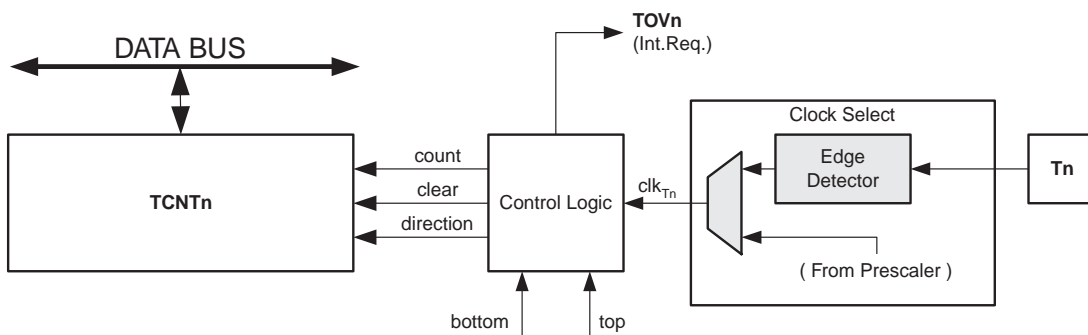 TOVn
(Int.Req.)
DATA BUS
Clock Select
count
Edge
Detector
Tn
clear
clkTn
TCNTn
Control Logic
direction
( From Prescaler )
bottom
top